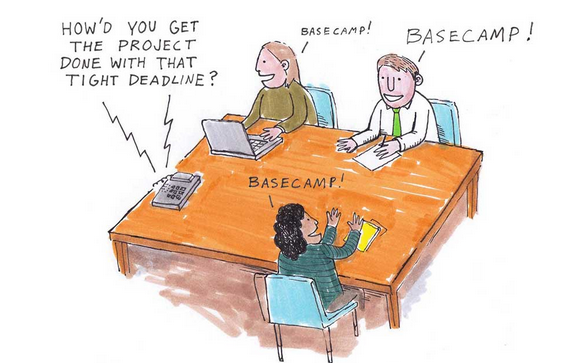 HOW'D YOU GET
THE PROJECT
DONE WITH THAT
TIGHT DEADLINE?
BASECAMP!
BASECAMP!
BASECAMP!